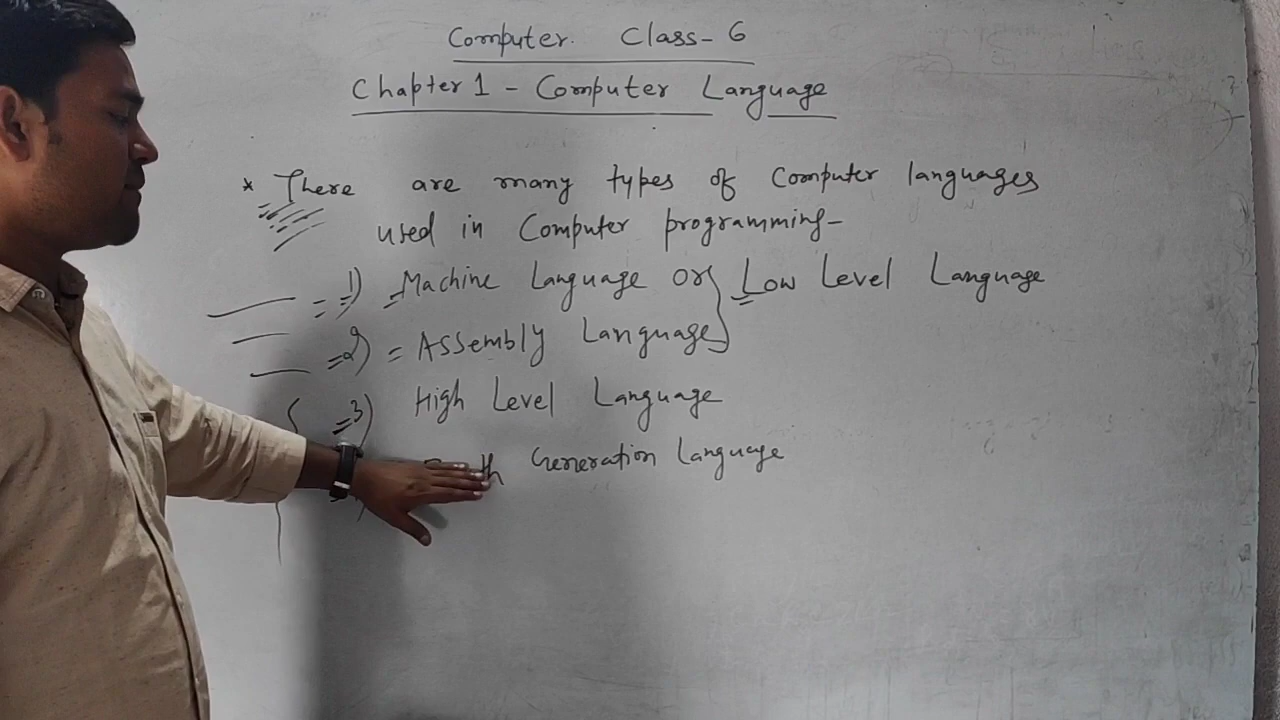 Computer. Class-6
Chapter 1 - Computer Language
* There are many types of Computer languages
used in Computer programming-
1) Machine Language or } Low Level Language
2) Assembly Language
3) High Level Language
Generation Language